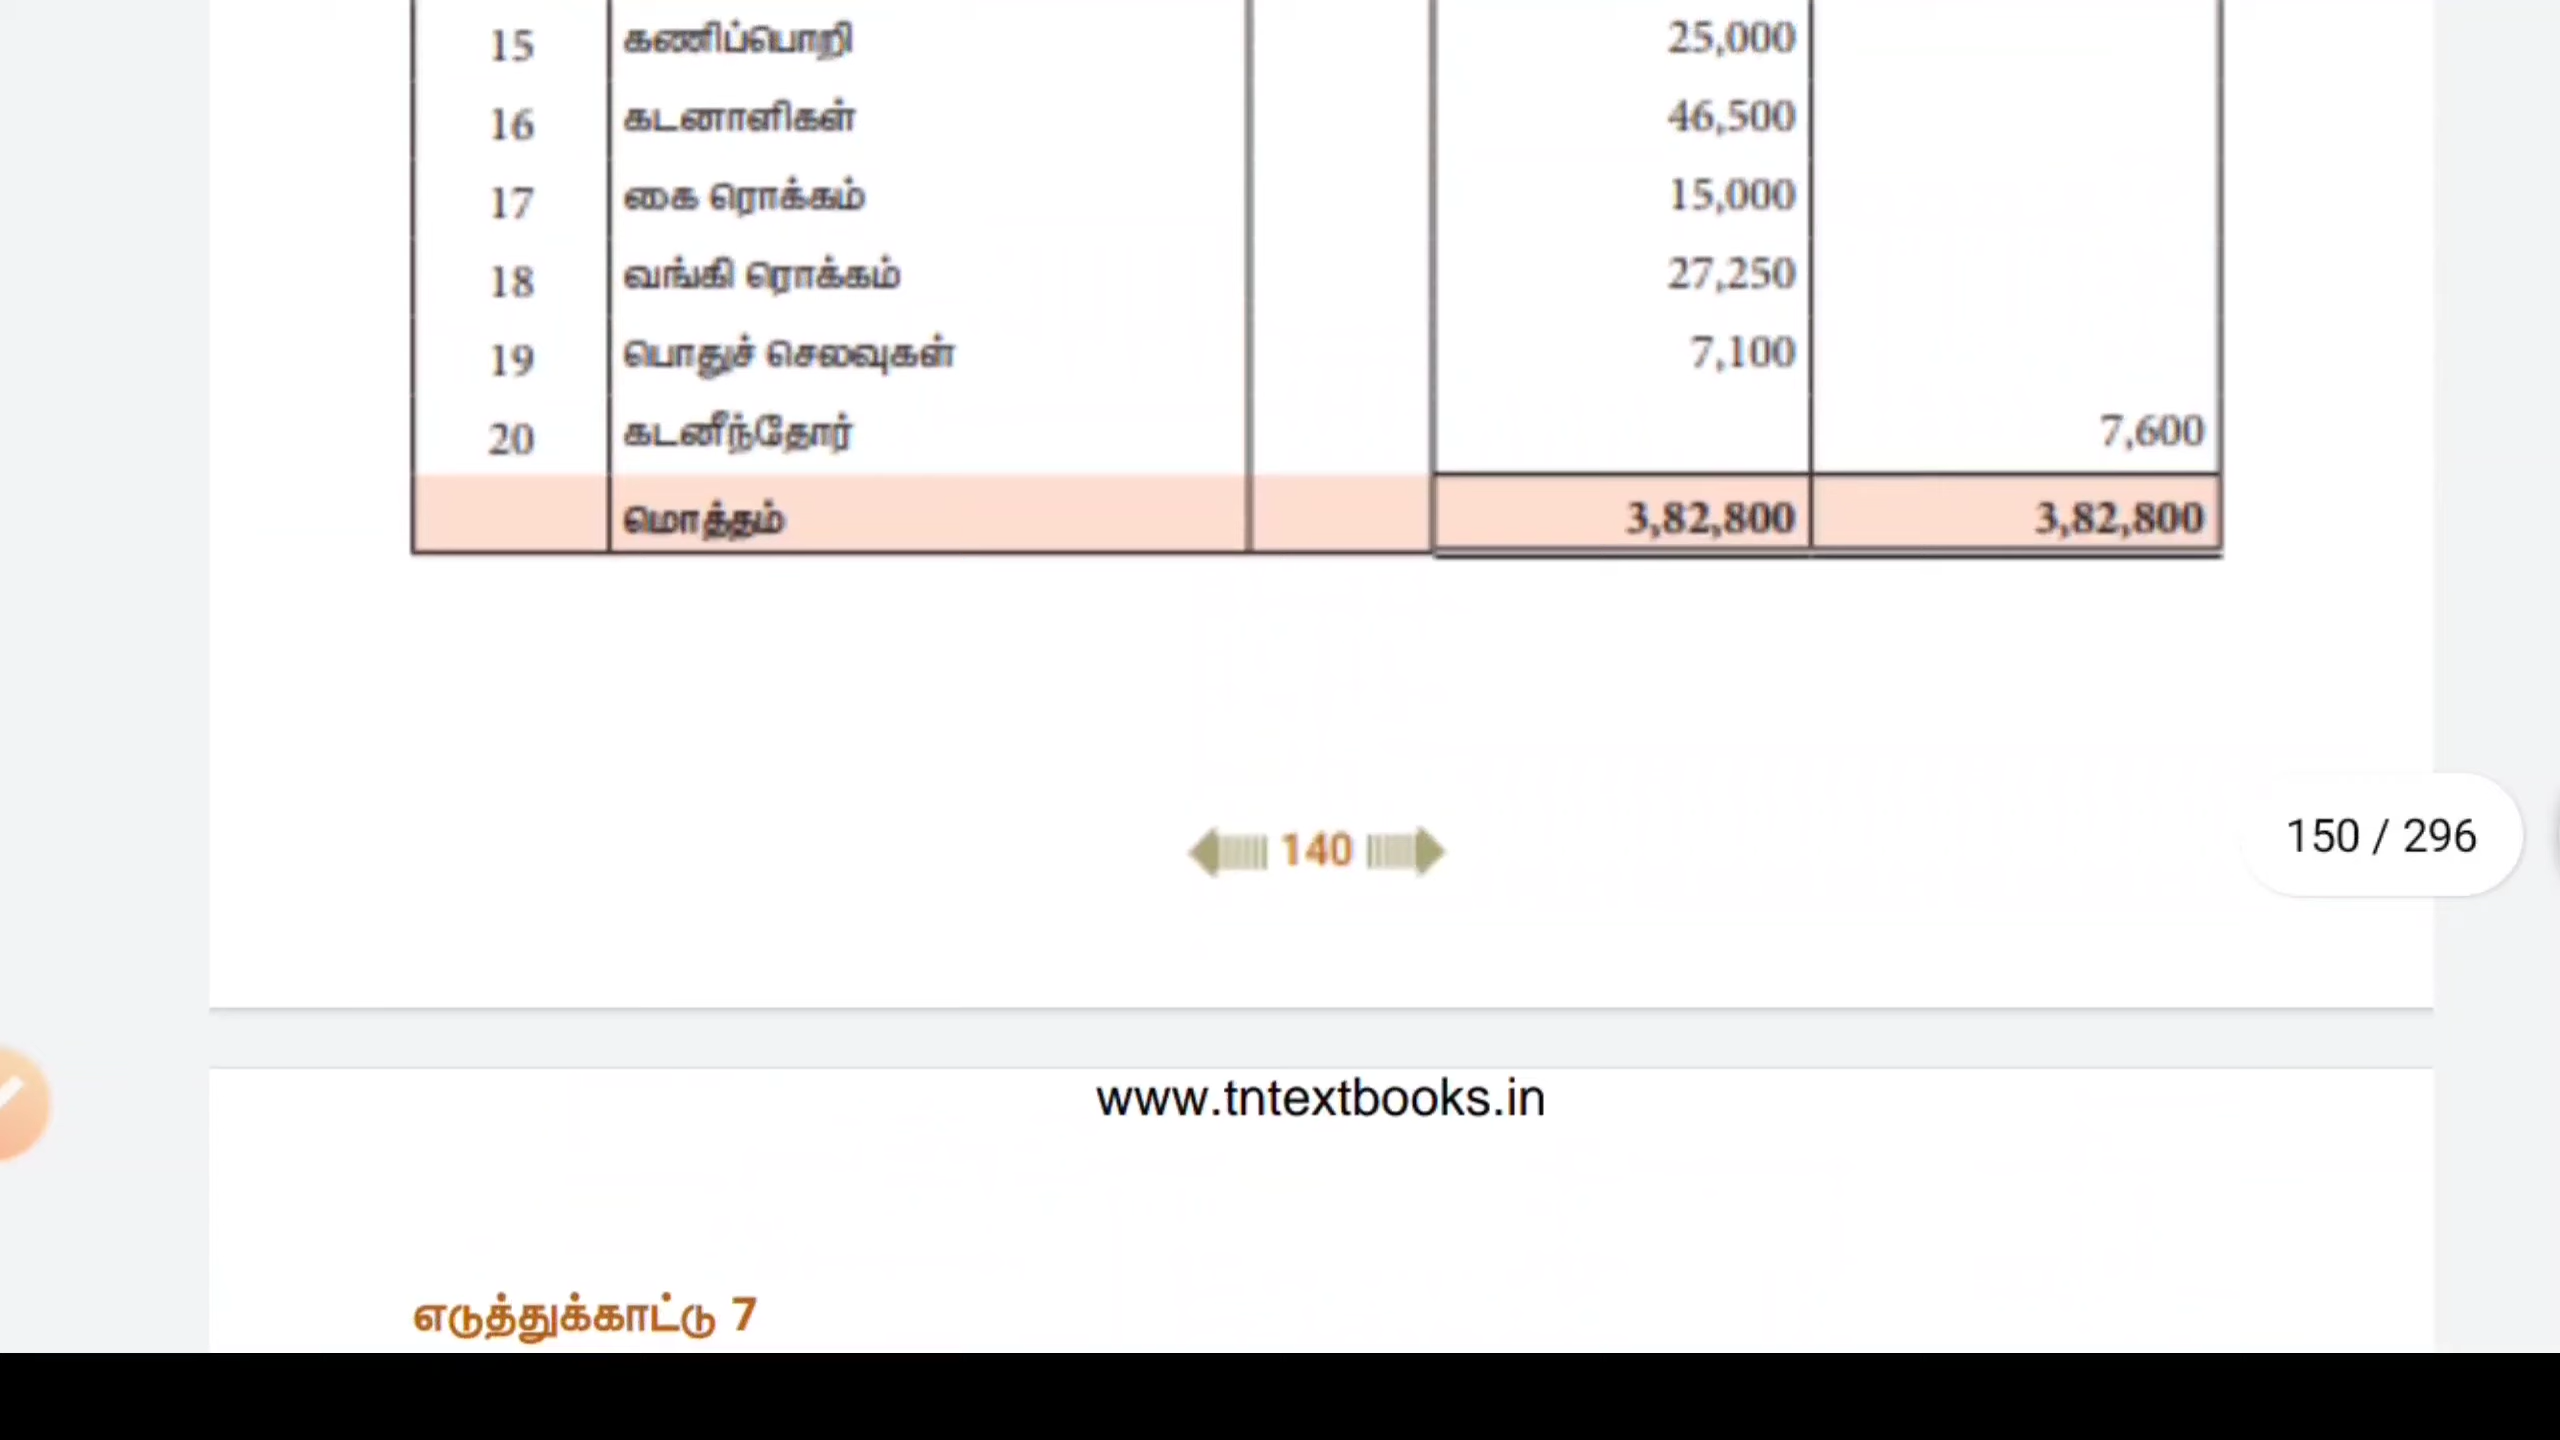 15 கணிப்பொறி 25,000
16 கடனாளிகள் 46,500
17 கை ரொக்கம் 15,000
18 வங்கி ரொக்கம் 27,250
19 பொதுச் செலவுகள் 7,100
20 கடனீந்தோர் 7,600
மொத்தம் 3,82,800 3,82,800
140
150 / 296
www.tntextbooks.in
எடுத்துக்காட்டு 7